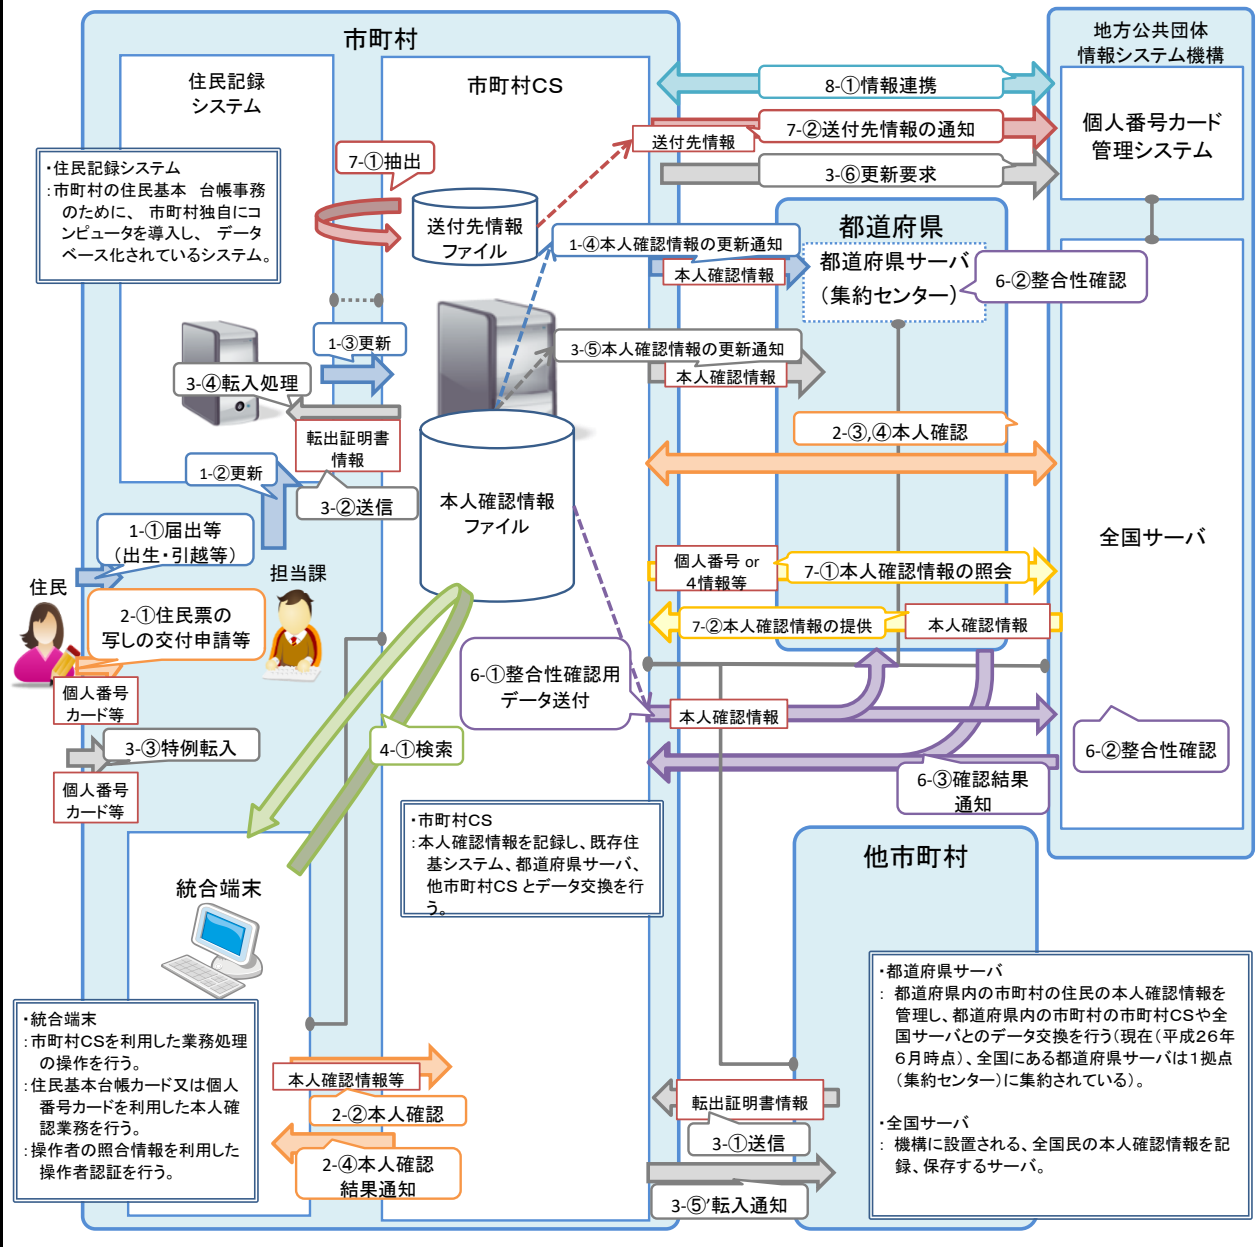 市町村
地方公共団体
情報システム機構
住民記録
システム
市町村CS
8-①情報連携
個人番号カード
管理システム
7-①抽出
送付先情報
7-②送付先情報の通知
3-⑥更新要求
・住民記録システム
：市町村の住民基本　台帳事務
のために、　市町村独自にコ
ンピュータを導入し、　データ
ベース化されているシステム。
送付先情報
ファイル
都道府県
1-④本人確認情報の更新通知
本人確認情報
都道府県サーバ
（集約センター）
6-②整合性確認
1-③更新
3-⑤本人確認情報の更新通知
本人確認情報
3-④転入処理
転出証明書
情報
2-③,④本人確認
1-②更新
3-②送信
本人確認情報
ファイル
全国サーバ
1-①届出等
（出生・引越等）
担当課
住民
個人番号 or
４情報等
7-①本人確認情報の照会
2-①住民票の
写しの交付申請等
7-②本人確認情報の提供
本人確認情報
個人番号
カード等
6-①整合性確認用
データ送付
本人確認情報
3-③特例転入
4-①検索
6-②整合性確認
個人番号
カード等
6-③確認結果
通知
・市町村CS
：本人確認情報を記録し、既存住
基システム、都道府県サーバ、
他市町村CS とデータ交換を行
う。
他市町村
統合端末
・都道府県サーバ
： 都道府県内の市町村の住民の本人確認情報を
管理し、都道府県内の市町村の市町村CSや全
国サーバとのデータ交換を行う（現在（平成２６年
６月時点）、全国にある都道府県サーバは１拠点
（集約センター）に集約されている）。
・全国サーバ
： 機構に設置される、全国民の本人確認情報を記
録、保存するサーバ。
・統合端末
：市町村CSを利用した業務処理
の操作を行う。
：住民基本台帳カード又は個人
番号カードを利用した本人確
認業務を行う。
：操作者の照合情報を利用した
操作者認証を行う。
本人確認情報等
2-②本人確認
2-④本人確認
結果通知
転出証明書情報
3-①送信
3-⑤’転入通知